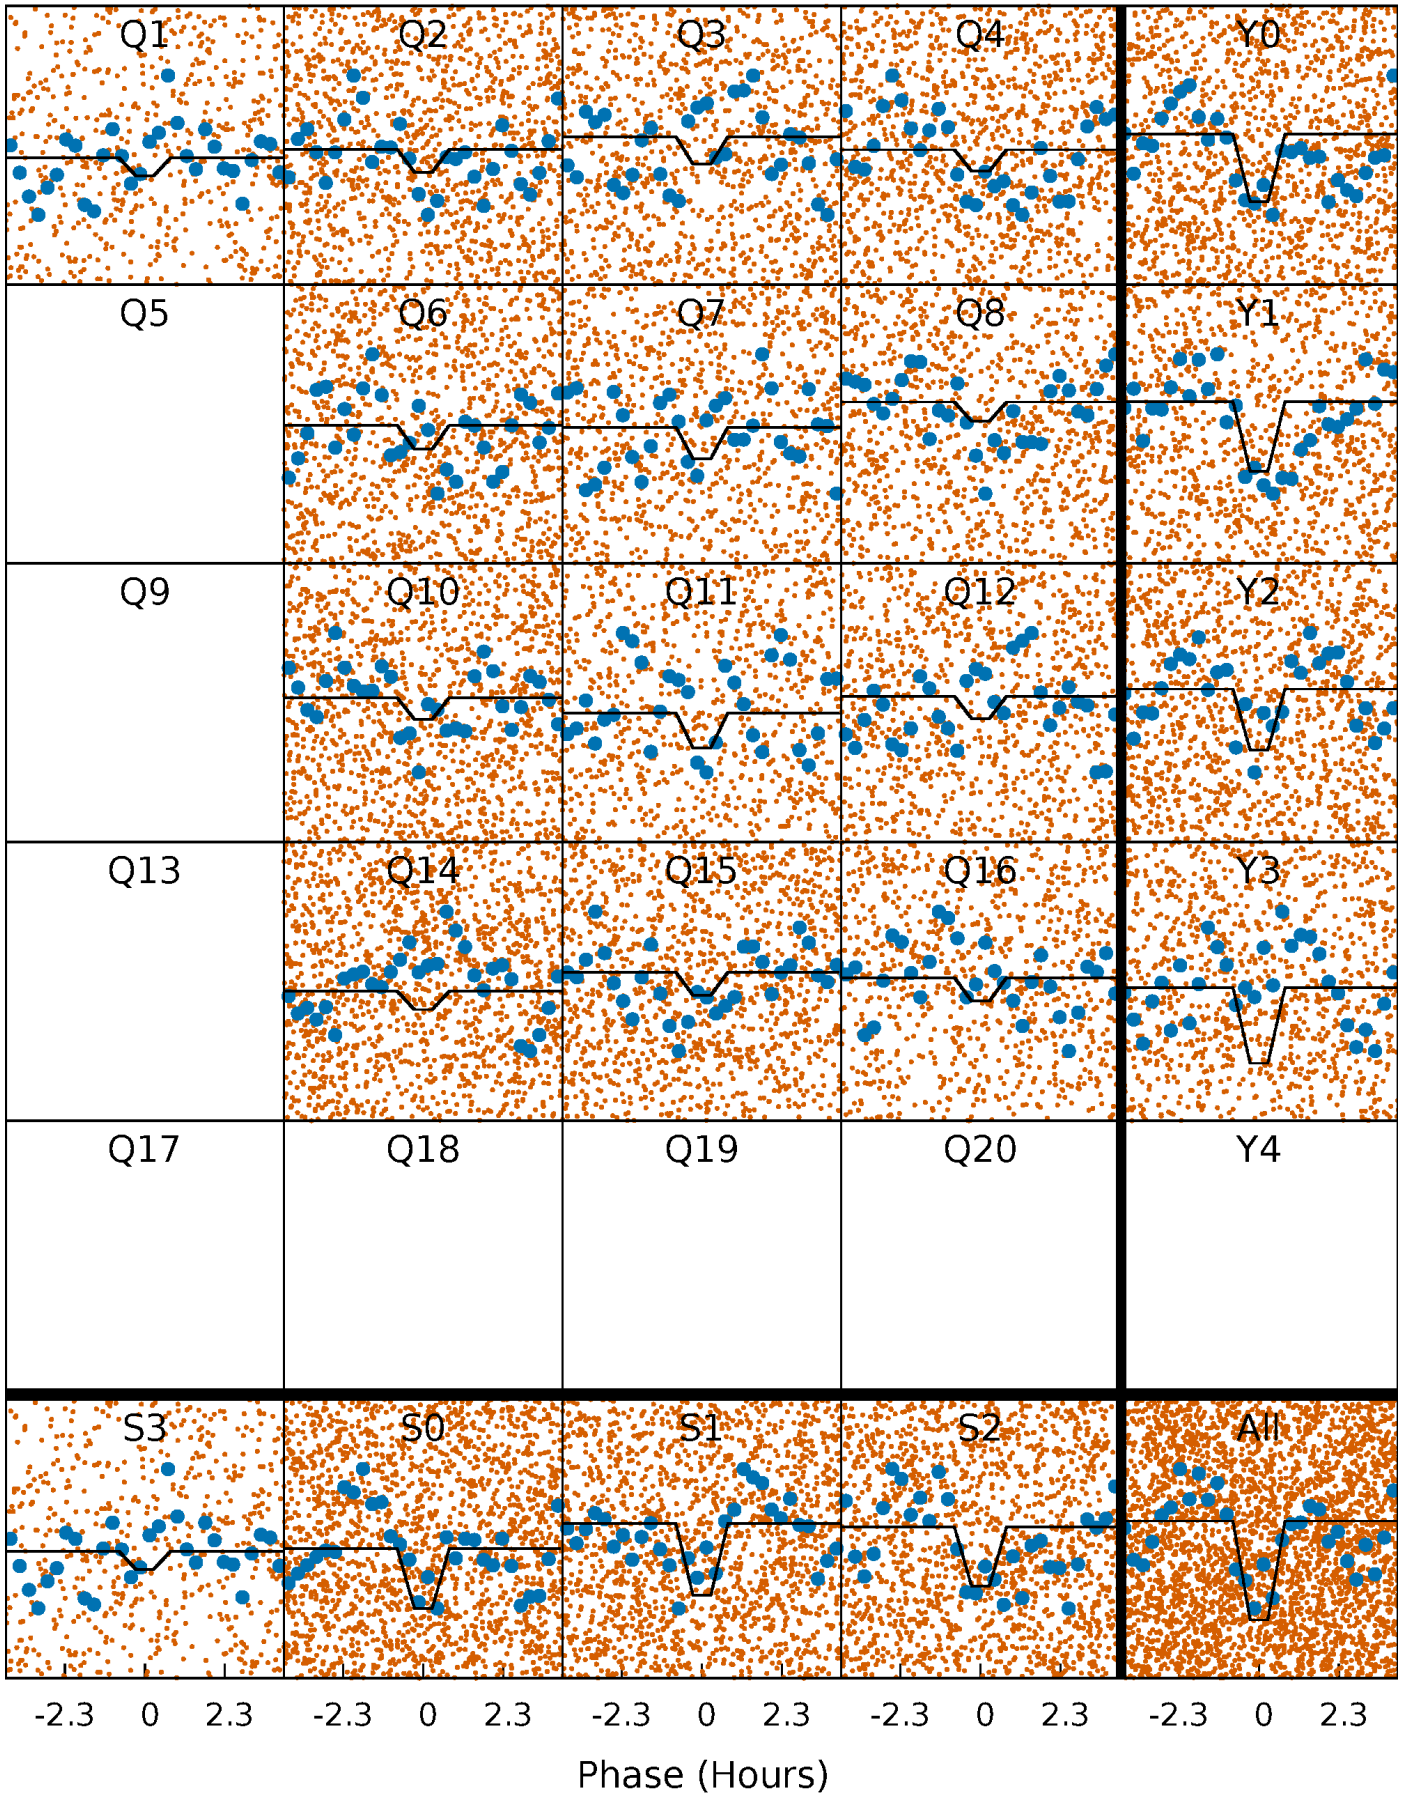 Q1 Q2 Q3 Q4 Y0
Q5 Q6 Q7 Q8 Y1
Q9 Q10 Q11 Q12 Y2
Q13 Q14 Q15 Q16 Y3
Q17 Q18 Q19 Q20 Y4
S3 S0 S1 S2 All
-2.3 0 2.3 -2.3 0 2.3 -2.3 0 2.3 -2.3 0 2.3 -2.3 0 2.3
Phase (Hours)